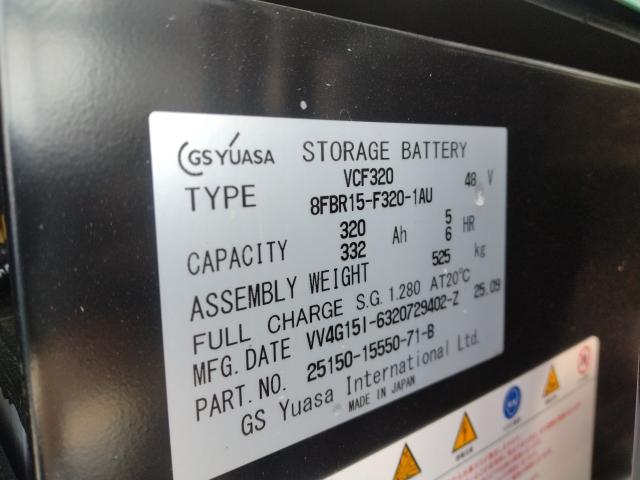 GS YUASA STORAGE BATTERY
VCF320 48 V
TYPE 8FBR15-F320-1AU
320 5
CAPACITY Ah HR
332 6
ASSEMBLY WEIGHT 525 kg
FULL CHARGE S.G. 1.280 AT20℃
MFG. DATE VV4G15I-6320729402-Z 25.09
PART. NO. 25150-15550-71-B
GS Yuasa International Ltd.
MADE IN JAPAN